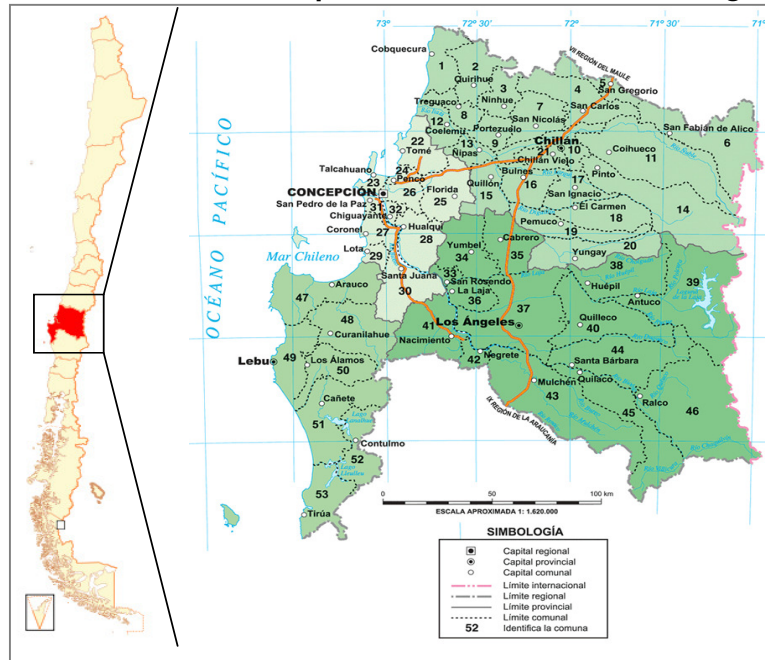 73°
72° 30'
72°
71° 30'
71°
Cobquecura
VII REGIÓN DEL MAULE
1
2
Quirihue
3
4
5
San Gregorio
Treguaco
8
Ninhue
7
San Carlos
12
Coelemu
San Nicolás
Portezuelo
San Fabián de Alico
6
22
Tomé
13
Ñipas
9
Chillán
21
10
Coihueco
11
Chillán Viejo
Talcahuano
24
Penco
23
CONCEPCIÓN
26
Florida
25
Quillón
Bulnes
16
17
Pinto
San Ignacio
San Pedro de la Paz
31
32
15
El Carmen
18
14
Chiguayante
Pemuco
19
Coronel
27
Hualqui
28
Cabrero
20
Lota
29
Yumbel
34
35
Yungay
38
OCÉANO PACÍFICO
Mar Chileno
Santa Juana
33
San Rosendo
La Laja
36
30
Huépil
Antuco
39
Arauco
47
48
Curanilahue
41
Los Ángeles
37
Quilleco
40
Nacimiento
42
Negrete
44
Lebu
49
Los Álamos
50
Santa Bárbara
Quilaco
Mulchén
43
Cañete
45
Ralco
46
IX REGIÓN DE LA ARAUCANÍA
51
Contulmo
52
53
Tirúa
0
50
100 km
ESCALA APROXIMADA 1: 1.620.000
SIMBOLOGÍA
Capital regional
Capital provincial
Capital comunal
Límite internacional
Límite regional
Límite provincial
Límite comunal
52 Identifica la comuna